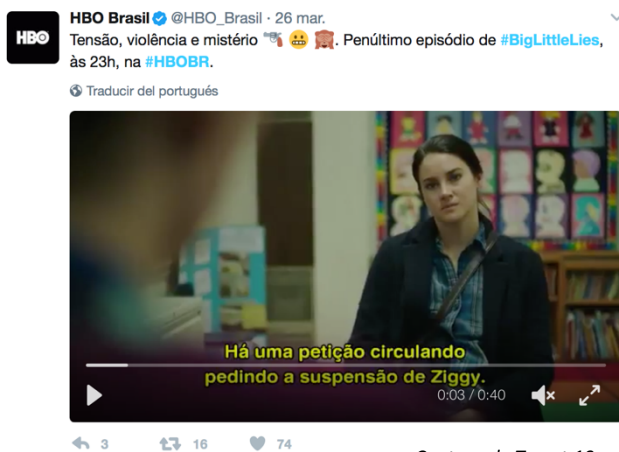 HBO
HBO Brasil @HBO_Brasil · 26 mar.
Tensão, violência e mistério 🔫 😬 🙈. Penúltimo episódio de #BigLittleLies,
às 23h, na #HBOBR.
Traducir del portugués
Há uma petição circulando
pedindo a suspensão de Ziggy.
0:03 / 0:40
3 16 74